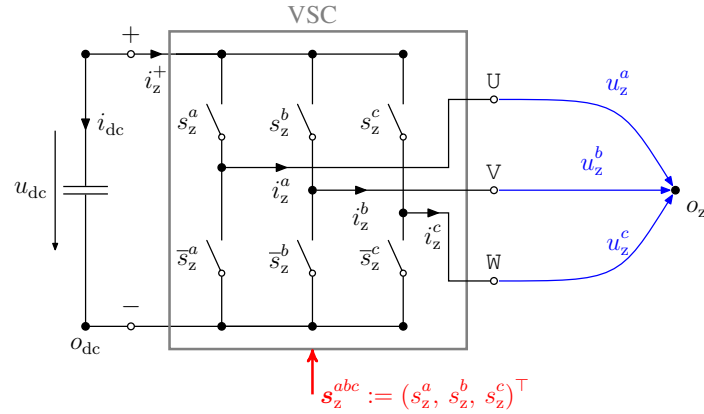 VSC
+
i_z^+
U
u_z^a
s_z^a
s_z^b
s_z^c
i_dc
u_dc
i_z^a
V
u_z^b
i_z^b
o_z
i_z^c
s̅_z^a
s̅_z^b
s̅_z^c
W
u_z^c
−
o_dc
s_z^{abc} := (s_z^a, s_z^b, s_z^c)^⊤